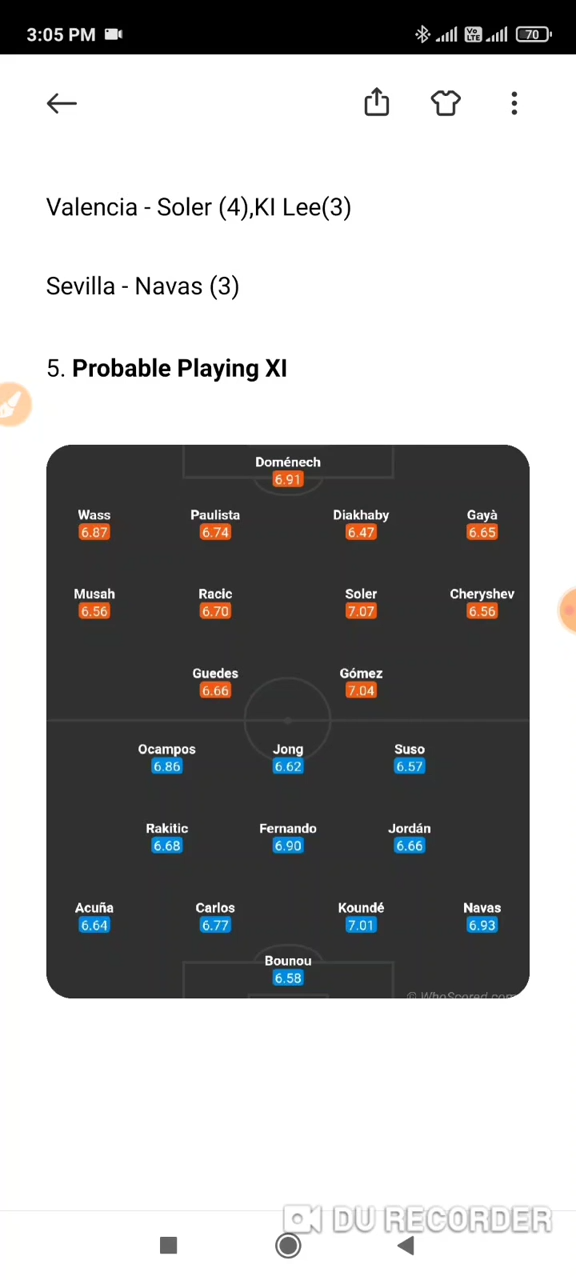 3:05 PM
Vo LTE
70
Valencia - Soler (4),KI Lee(3)
Sevilla - Navas (3)
5. Probable Playing XI
Doménech
6.91
Wass Paulista Diakhaby Gayà
6.87 6.74 6.47 6.65
Musah Racic Soler Cheryshev
6.56 6.70 7.07 6.56
Guedes Gómez
6.66 7.04
Ocampos Jong Suso
6.86 6.62 6.57
Rakitic Fernando Jordán
6.68 6.90 6.66
Acuña Carlos Koundé Navas
6.64 6.77 7.01 6.93
Bounou
6.58
© WhoScored.com
DU RECORDER